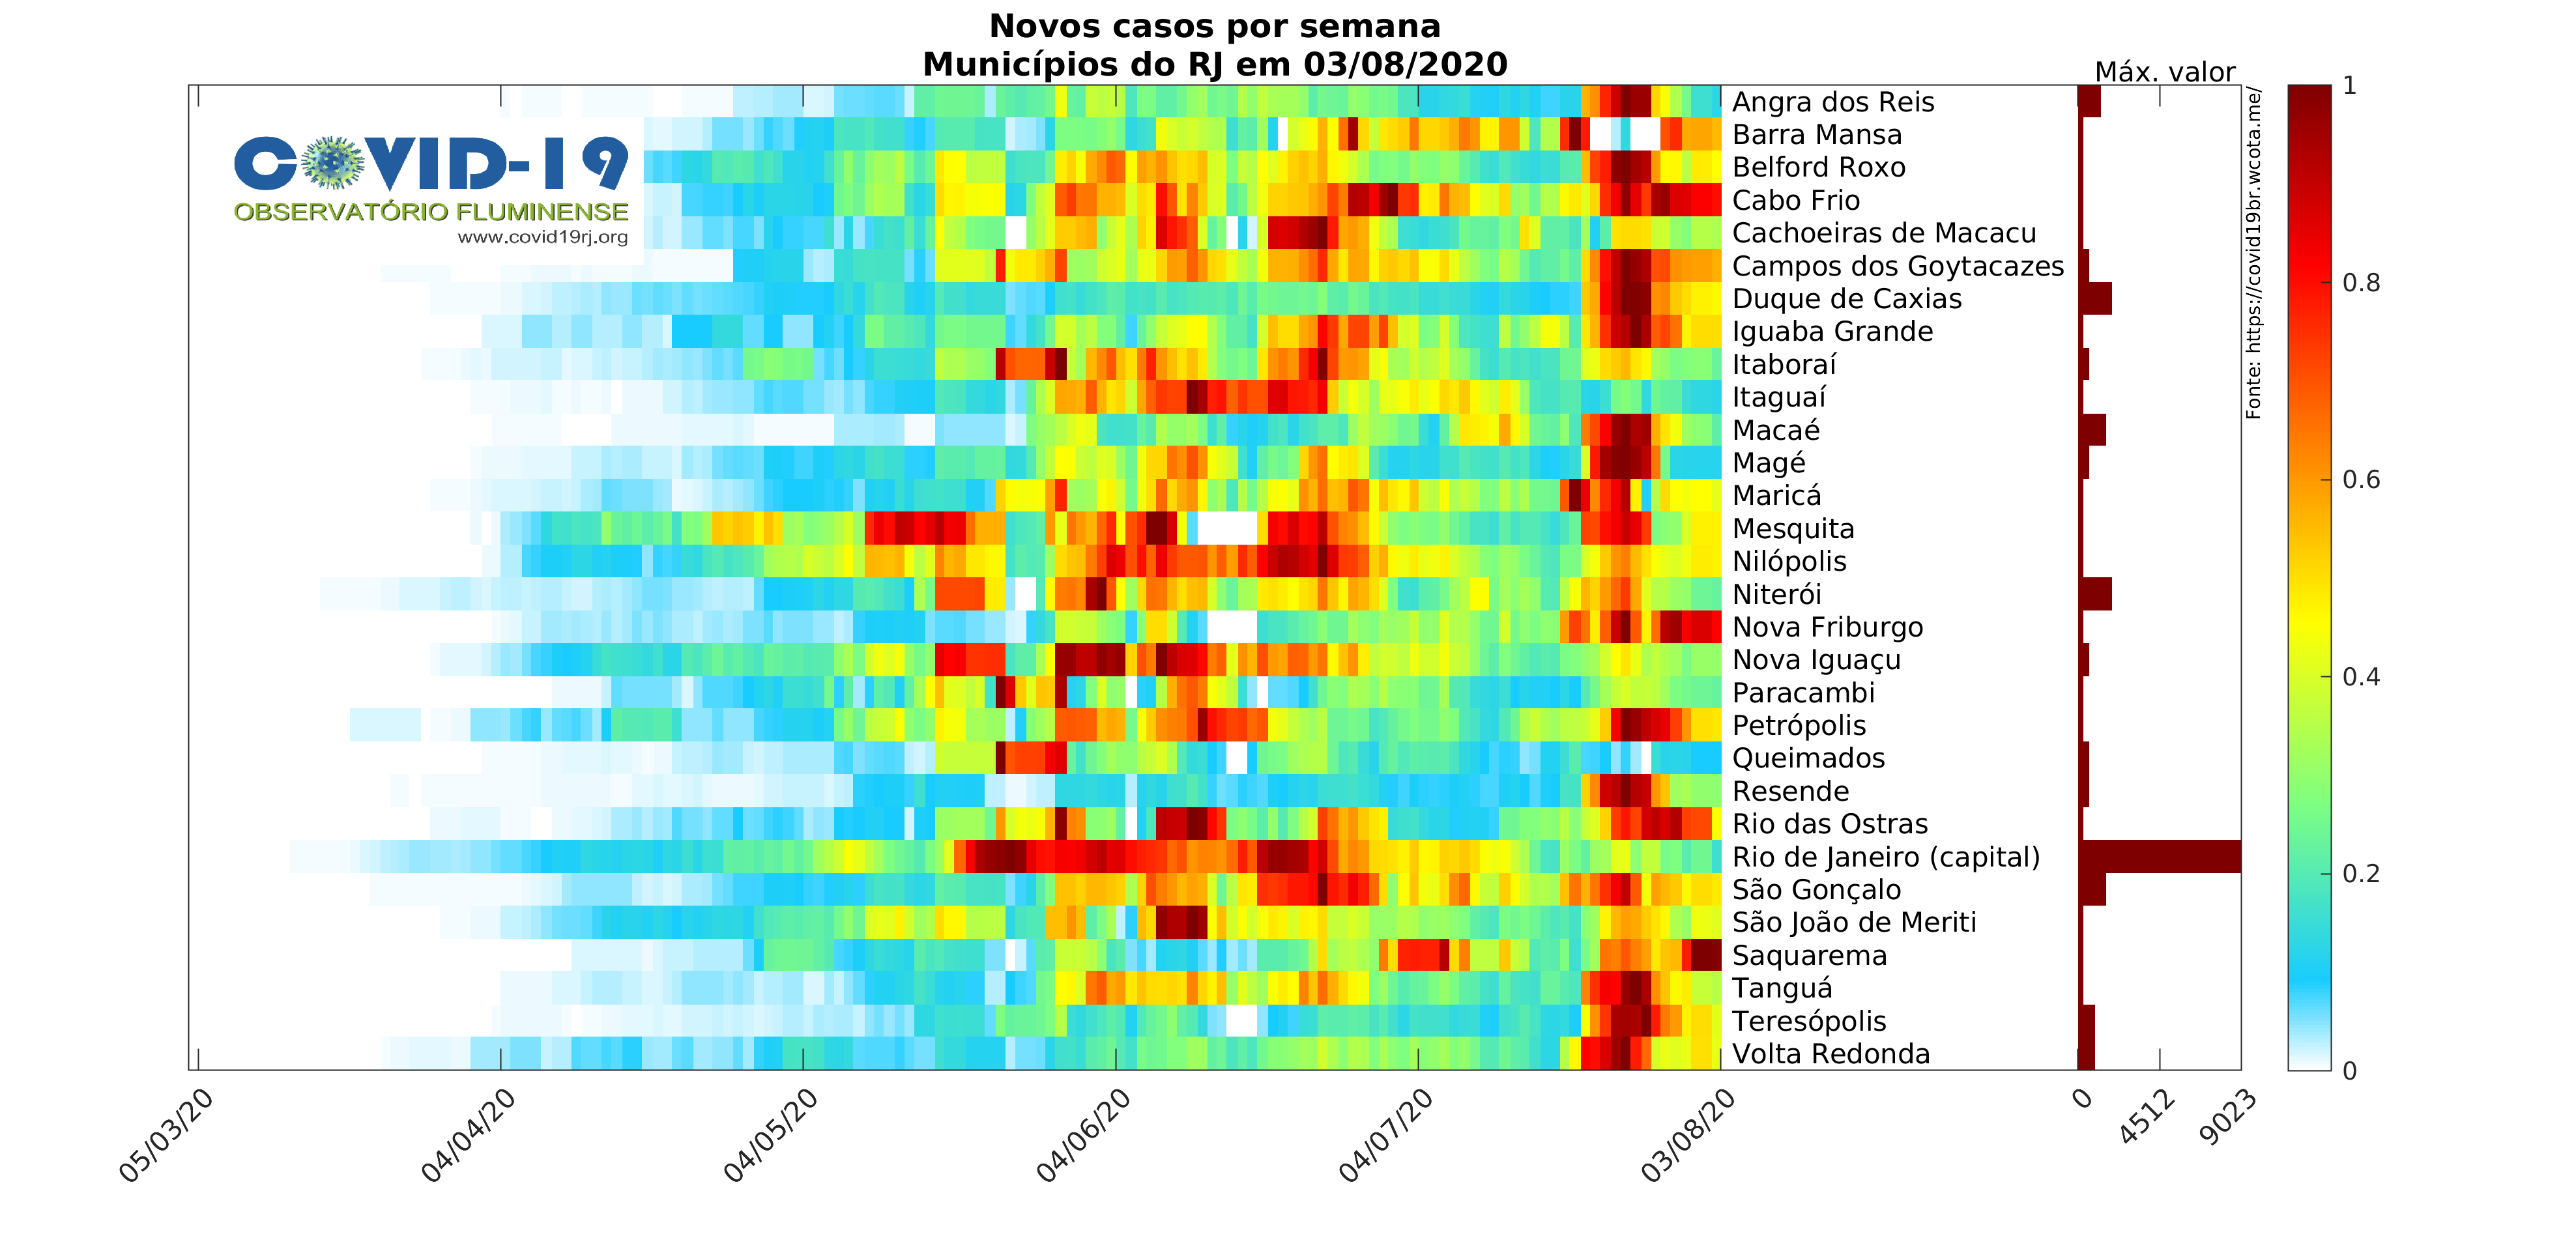 Novos casos por semana
Municípios do RJ em 03/08/2020
Máx. valor
COVID-19
OBSERVATÓRIO FLUMINENSE
www.covid19rj.org
Angra dos Reis
Barra Mansa
Belford Roxo
Cabo Frio
Cachoeiras de Macacu
Campos dos Goytacazes
Duque de Caxias
Iguaba Grande
Itaboraí
Itaguaí
Macaé
Magé
Maricá
Mesquita
Nilópolis
Niterói
Nova Friburgo
Nova Iguaçu
Paracambi
Petrópolis
Queimados
Resende
Rio das Ostras
Rio de Janeiro (capital)
São Gonçalo
São João de Meriti
Saquarema
Tanguá
Teresópolis
Volta Redonda
Fonte: https://covid19br.wcota.me/
1
0.8
0.6
0.4
0.2
0
05/03/20
04/04/20
04/05/20
04/06/20
04/07/20
03/08/20
0
4512
9023